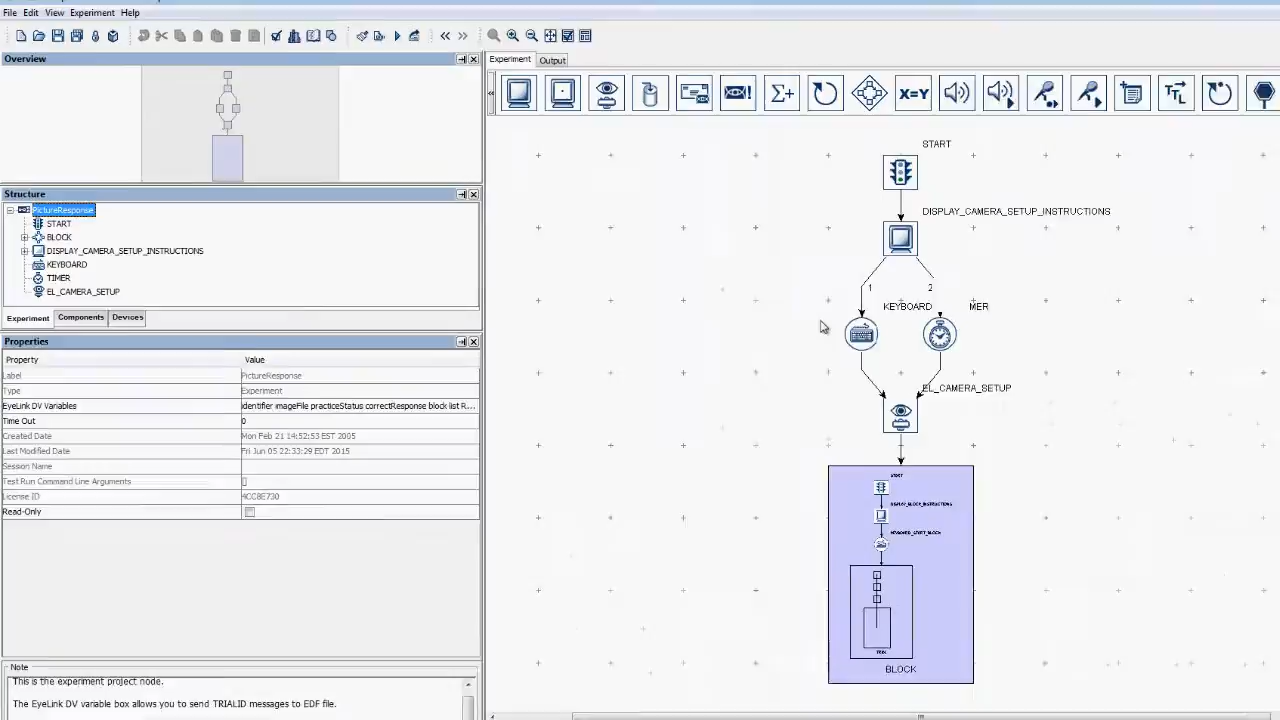 File Edit View Experiment Help
Overview
Experiment Output
X=Y
TTL
START
Structure
PictureResponse
START
BLOCK
DISPLAY_CAMERA_SETUP_INSTRUCTIONS
KEYBOARD
TIMER
EL_CAMERA_SETUP
Experiment Components Devices
DISPLAY_CAMERA_SETUP_INSTRUCTIONS
1
2
KEYBOARD
MER
EL_CAMERA_SETUP
Properties
Property Value
Label PictureResponse
Type Experiment
EyeLink DV Variables identifier imageFile practiceStatus correctResponse block list R...
Time Out 0
Created Date Mon Feb 21 14:52:53 EST 2005
Last Modified Date Fri Jun 05 22:33:29 EDT 2015
Session Name
Test Run Command Line Arguments []
License ID 4CC8E730
Read-Only
START
DISPLAY_BLOCK_INSTRUCTIONS
BLOCK
Note
This is the experiment project node.
The EyeLink DV variable box allows you to send TRIALID messages to EDF file.